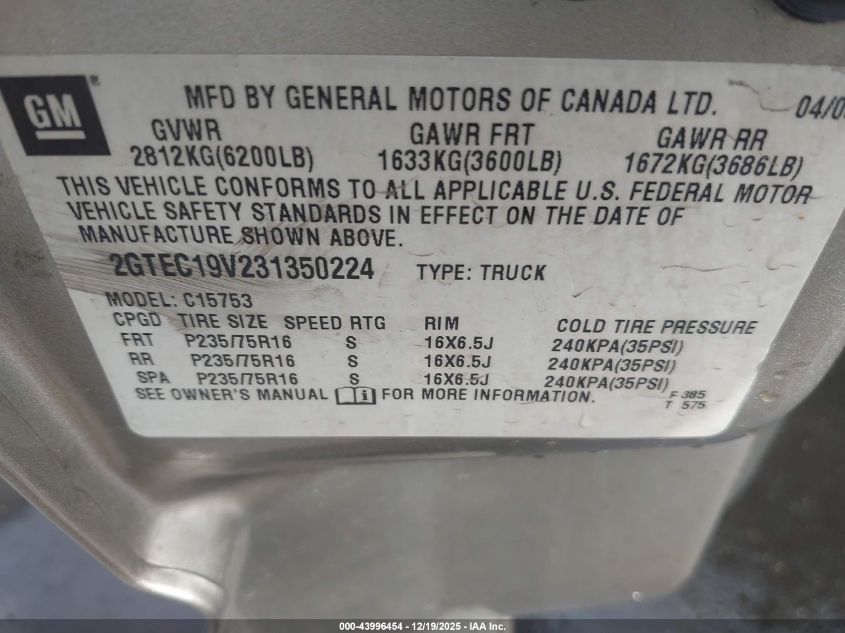 GM®
MFD BY GENERAL MOTORS OF CANADA LTD. 04/0
GVWR GAWR FRT GAWR RR
2812KG(6200LB) 1633KG(3600LB) 1672KG(3686LB)
THIS VEHICLE CONFORMS TO ALL APPLICABLE U.S. FEDERAL MOTOR
VEHICLE SAFETY STANDARDS IN EFFECT ON THE DATE OF
MANUFACTURE SHOWN ABOVE.
2GTEC19V231350224 TYPE: TRUCK
MODEL: C15753
CPGD TIRE SIZE SPEED RTG RIM COLD TIRE PRESSURE
FRT P235/75R16 S 16X6.5J 240KPA(35PSI)
RR P235/75R16 S 16X6.5J 240KPA(35PSI)
SPA P235/75R16 S 16X6.5J 240KPA(35PSI)
SEE OWNER'S MANUAL FOR MORE INFORMATION. F 385
T 575
000-43996454 - 12/19/2025 - IAA Inc.